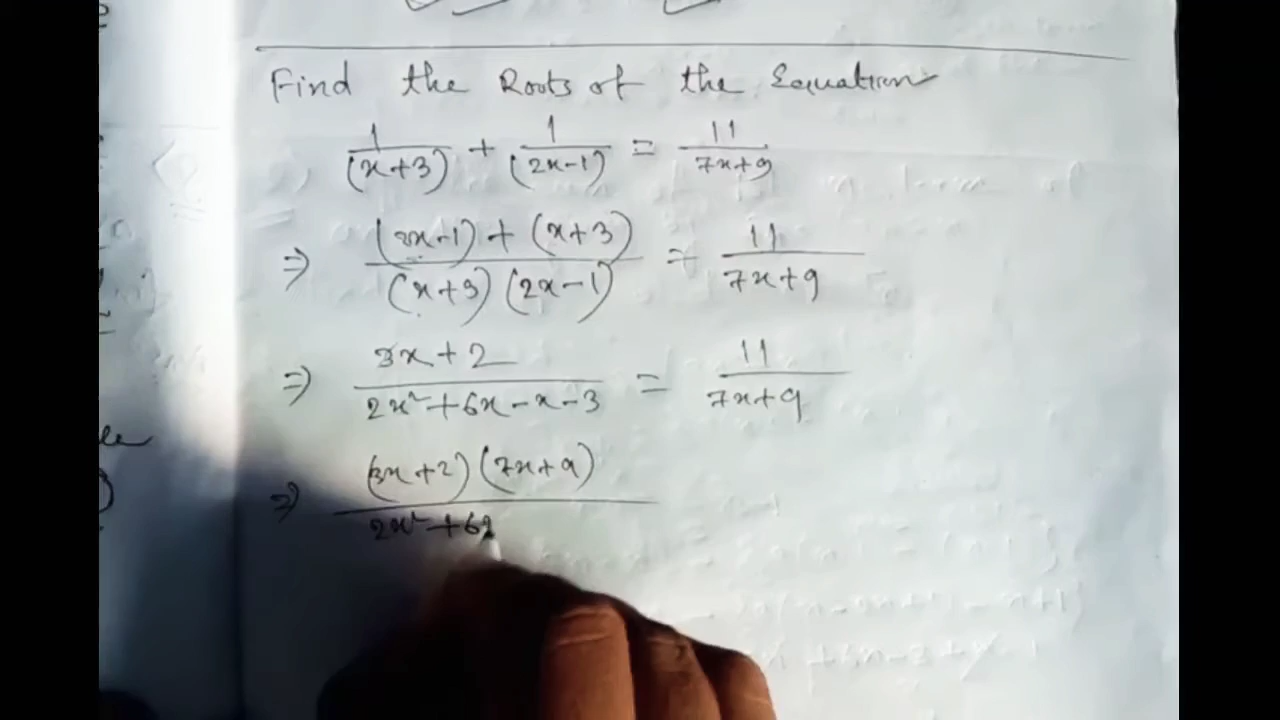 Find the Roots of the Equation
1/(x+3) + 1/(2x-1) = 11/7x+9
⇒ (2x-1) + (x+3)/(x+3)(2x-1) = 11/7x+9
⇒ 3x+2/2x²+6x-x-3 = 11/7x+9
⇒ (3x+2)(7x+9)/2x²+6x